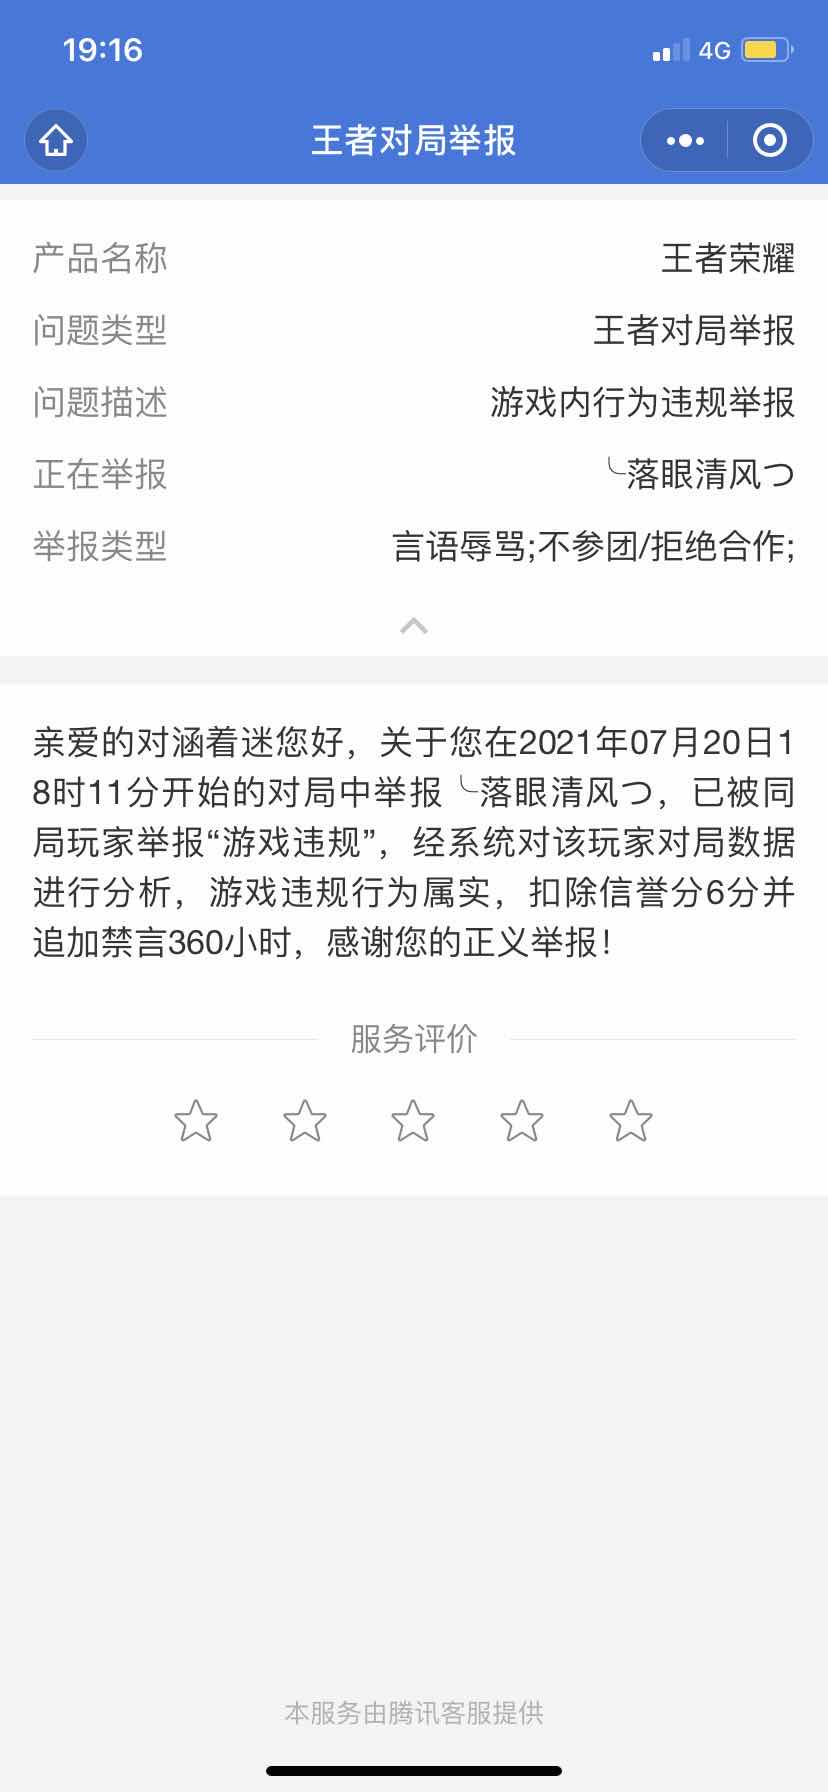 19:16
4G
王者对局举报
产品名称 王者荣耀
问题类型 王者对局举报
问题描述 游戏内行为违规举报
正在举报 ╰落眼清风つ
举报类型 言语辱骂;不参团/拒绝合作;
亲爱的对涵着迷您好，关于您在2021年07月20日1
8时11分开始的对局中举报╰落眼清风つ，已被同
局玩家举报“游戏违规”，经系统对该玩家对局数据
进行分析，游戏违规行为属实，扣除信誉分6分并
追加禁言360小时，感谢您的正义举报！
服务评价
本服务由腾讯客服提供